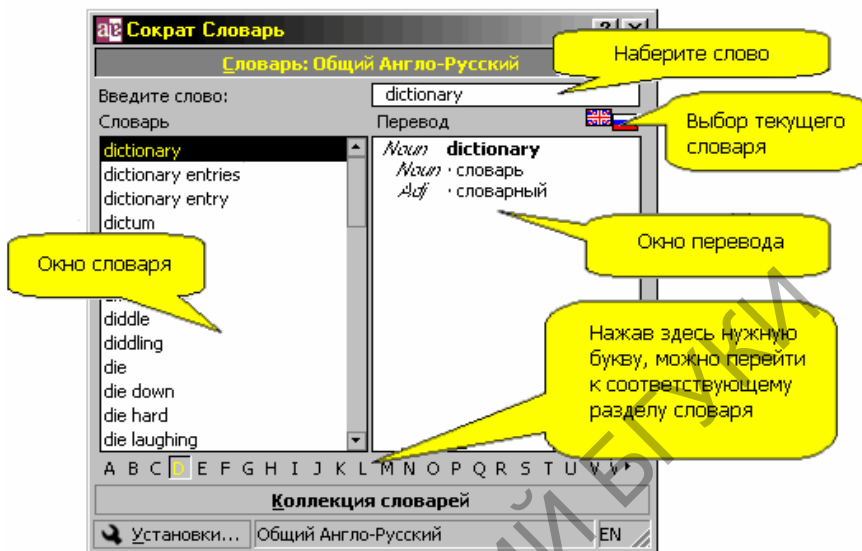 Сократ Словарь
Словарь: Общий Англо-Русский
Наберите слово
Введите слово:
dictionary
Словарь
Перевод
Выбор текущего
словаря
dictionary
dictionary entries
dictionary entry
dictum
diddle
diddling
die
die down
die hard
die laughing
Noun dictionary
Noun · словарь
Adj · словарный
Окно перевода
Окно словаря
Нажав здесь нужную
букву, можно перейти
к соответствующему
разделу словаря
A B C D E F G H I J K L M N O P Q R S T U V
Коллекция словарей
Установки... Общий Англо-Русский EN
БГУКИ